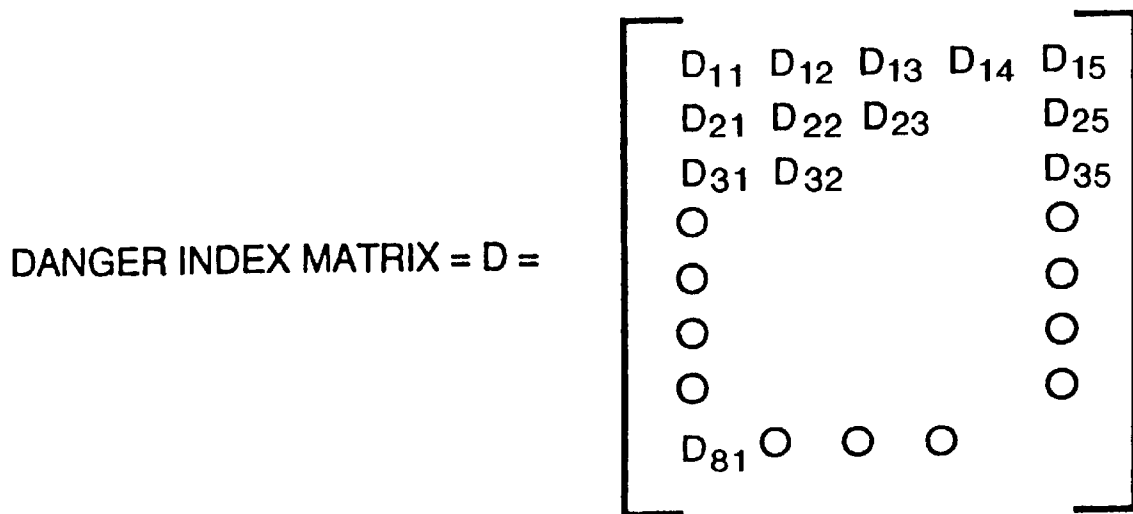 D11 D12 D13 D14 D15
D21 D22 D23 D25
D31 D32 D35
O O
DANGER INDEX MATRIX = D =
O O
O O
O O
D81 O O O